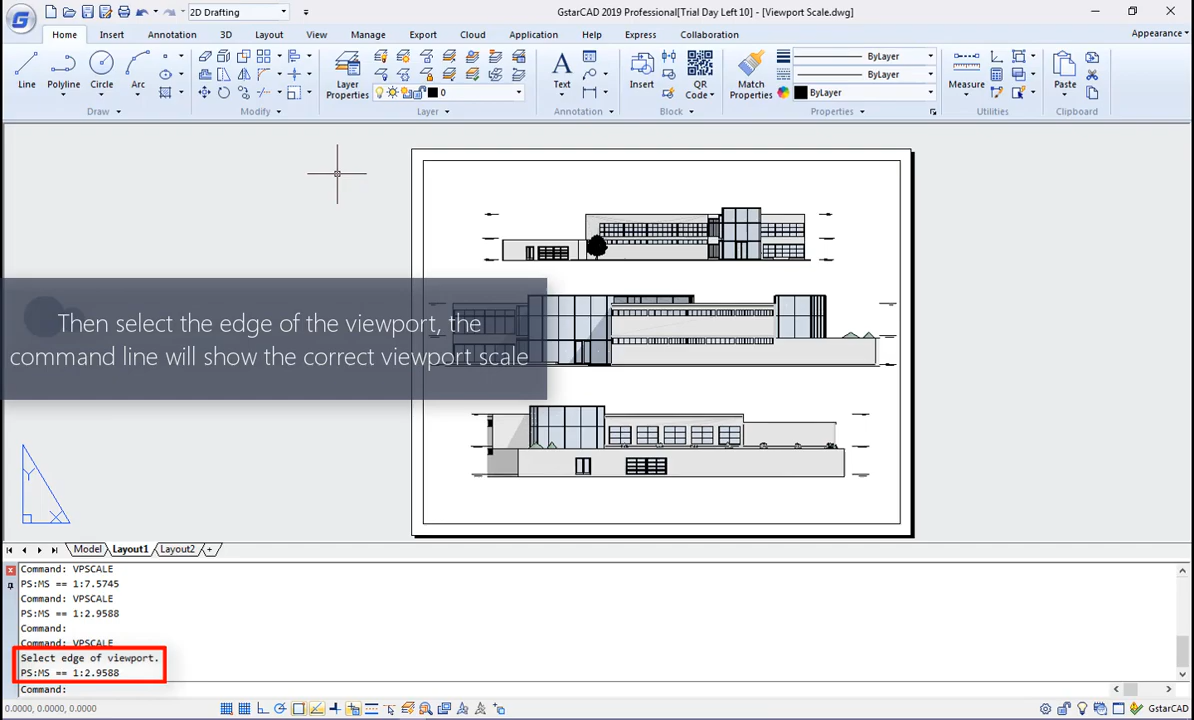 2D Drafting
GstarCAD 2019 Professional[Trial Day Left 10] - [Viewport Scale.dwg]
Home Insert Annotation 3D Layout View Manage Export Cloud Application Help Express Collaboration
Appearance
Line Polyline Circle Arc
Layer Properties
0
Text
Insert
QR Code
Match Properties
ByLayer
ByLayer
ByLayer
Measure
Paste
Draw Modify Layer Annotation Block Properties Utilities Clipboard
Then select the edge of the viewport, the
command line will show the correct viewport scale
Y
X
Model Layout1 Layout2 +
Command: VPSCALE
PS:MS == 1:7.5745
Command: VPSCALE
PS:MS == 1:2.9588
Command:
Command: VPSCALE
Select edge of viewport.
PS:MS == 1:2.9588
Command:
0.0000, 0.0000, 0.0000
GstarCAD